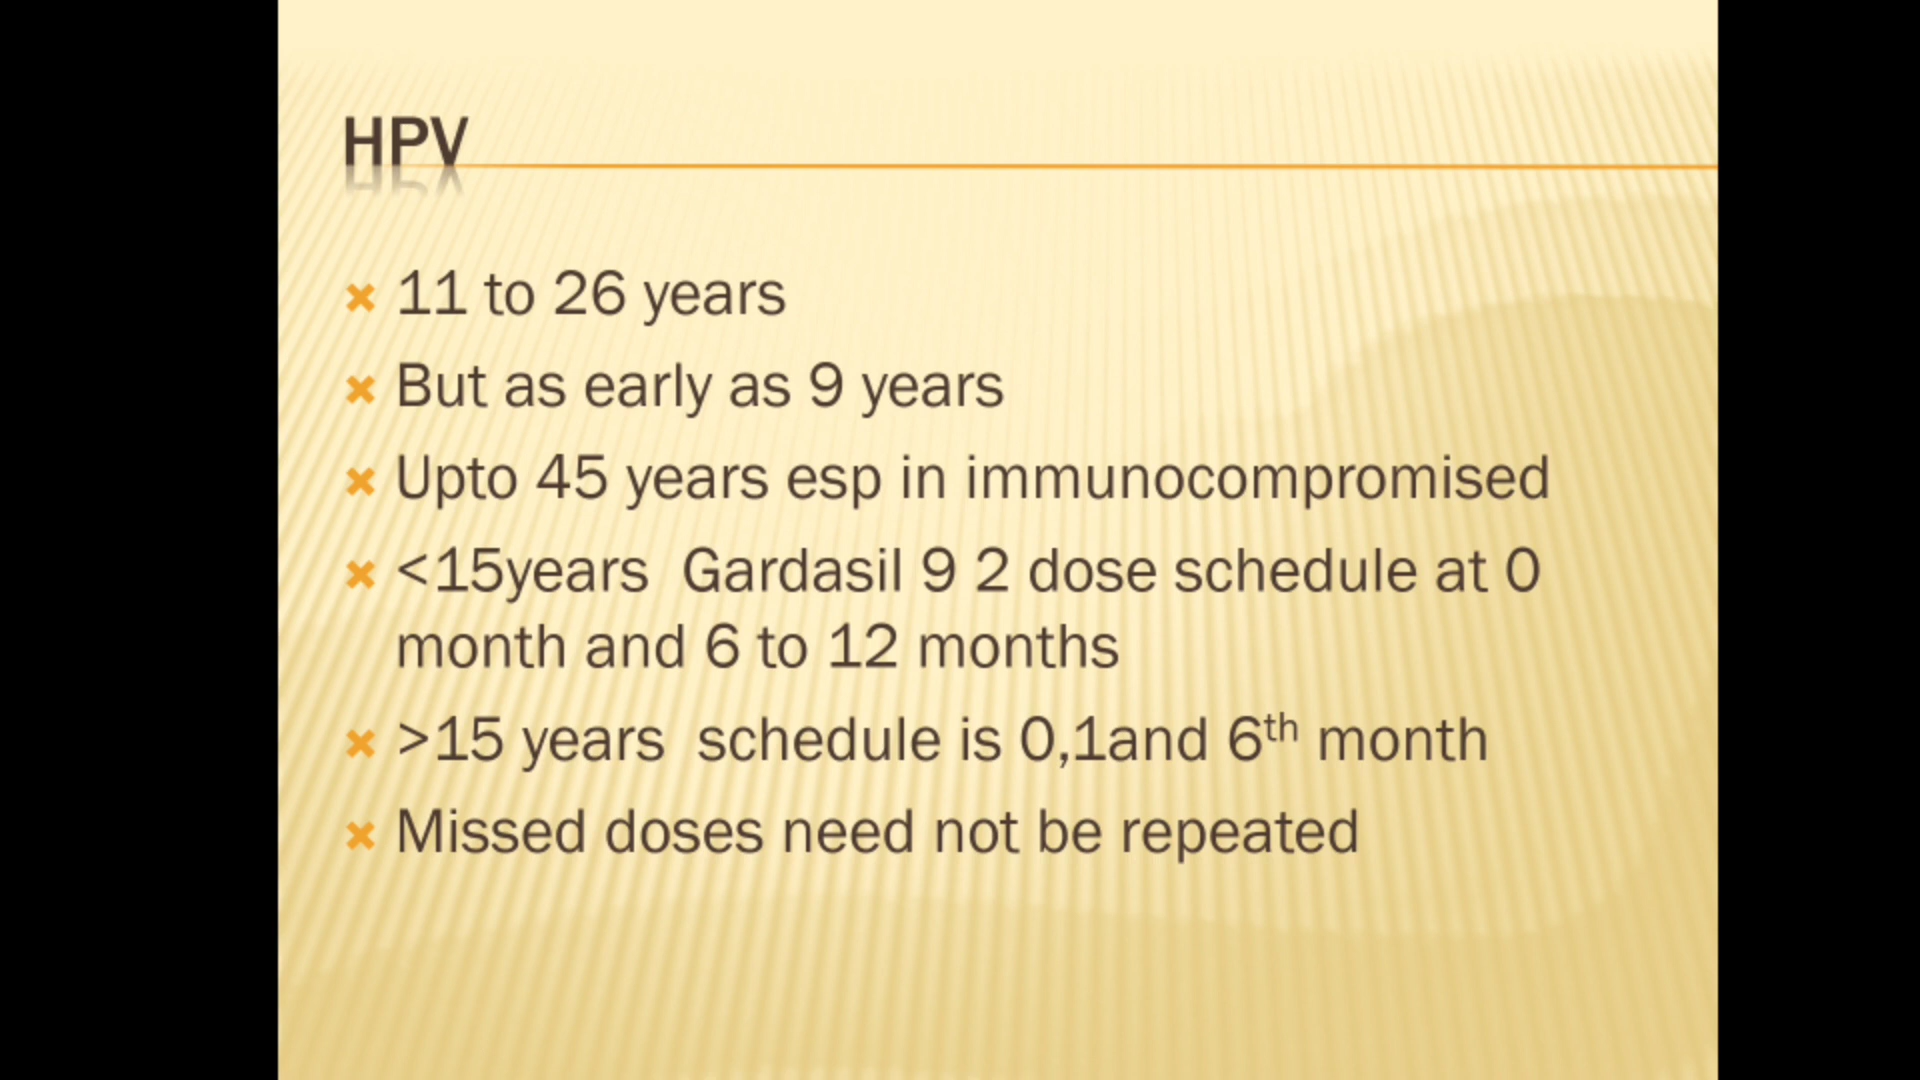 HPV
11 to 26 years
But as early as 9 years
Upto 45 years esp in immunocompromised
<15years  Gardasil 9 2 dose schedule at 0
month and 6 to 12 months
>15 years  schedule is 0,1and 6th month
Missed doses need not be repeated